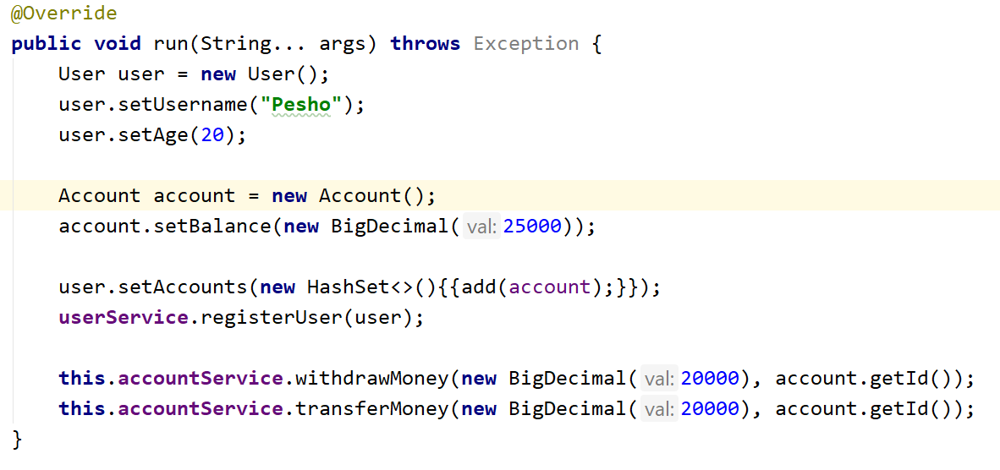 @Override
public void run(String... args) throws Exception {
    User user = new User();
    user.setUsername("Pesho");
    user.setAge(20);

    Account account = new Account();
    account.setBalance(new BigDecimal( val: 25000));

    user.setAccounts(new HashSet<>(){{add(account);}});
    userService.registerUser(user);

    this.accountService.withdrawMoney(new BigDecimal( val: 20000), account.getId());
    this.accountService.transferMoney(new BigDecimal( val: 20000), account.getId());
}